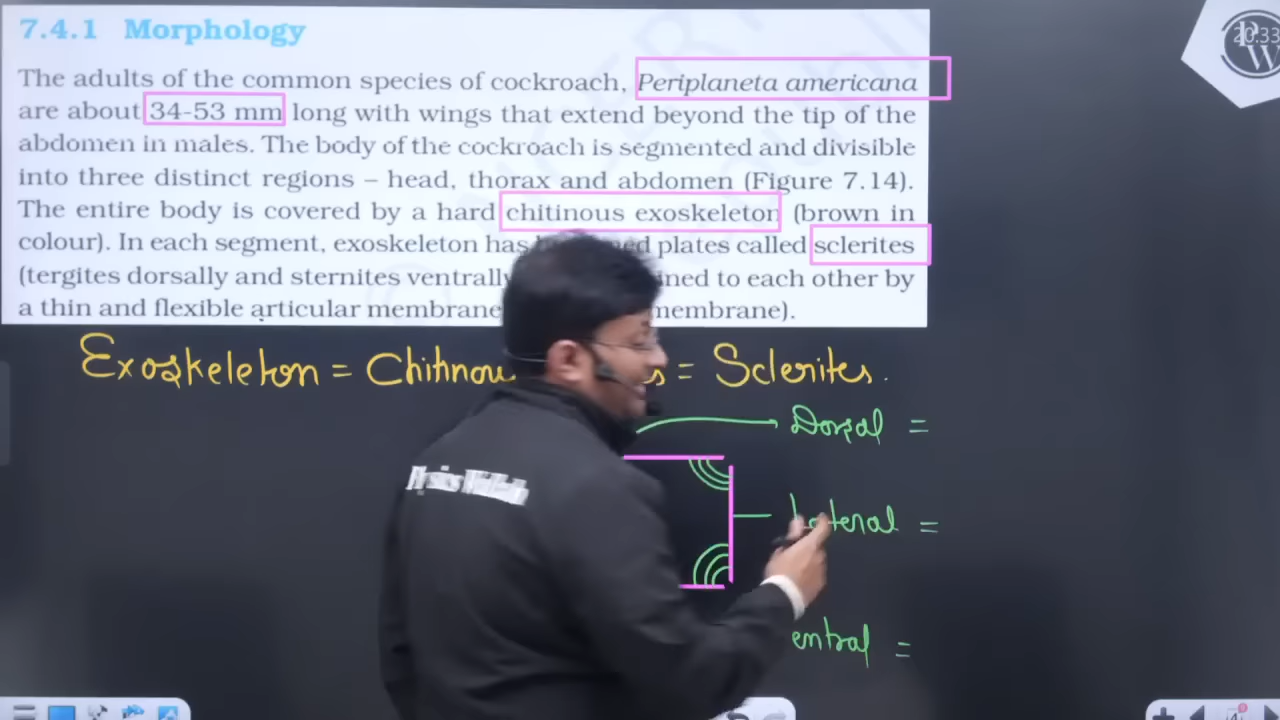 7.4.1 Morphology
The adults of the common species of cockroach, Periplaneta americana
are about 34-53 mm long with wings that extend beyond the tip of the
abdomen in males. The body of the cockroach is segmented and divisible
into three distinct regions – head, thorax and abdomen (Figure 7.14).
The entire body is covered by a hard chitinous exoskeleton (brown in
colour). In each segment, exoskeleton has plates called sclerites
(tergites dorsally and sternites ventrally to each other by
a thin and flexible articular membrane membrane).
Exoskeleton = = Sclerites.
Dorsal =
Lateral =
entral =
20:33
PW